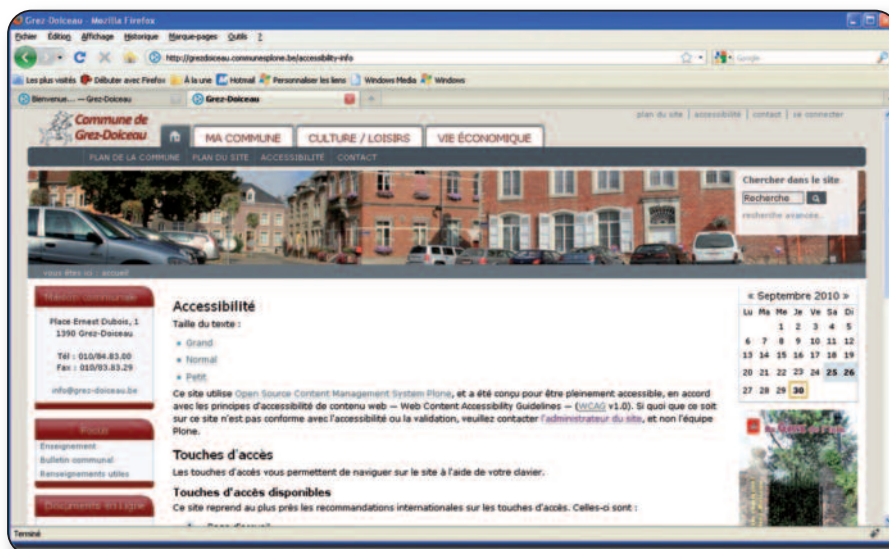 Grez-Doiceau - Mozilla Firefox
Fichier Édition Affichage Historique Marque-pages Outils ?
http://grezdoiceau.communesplone.be/accessibility-info
Google
Les plus visités Débuter avec Firefox À la une Hotmail Personnaliser les liens Windows Media Windows
Bienvenue... — Grez-Doiceau
Grez-Doiceau
plan du site | accessibilité | contact | se connecter
Commune de
Grez-Doiceau
MA COMMUNE
CULTURE / LOISIRS
VIE ÉCONOMIQUE
PLAN DE LA COMMUNE PLAN DU SITE ACCESSIBILITÉ CONTACT
Chercher dans le site
Recherche
recherche avancée...
vous êtes ici : accueil
Maison communale
Place Ernest Dubois, 1
1390 Grez-Doiceau
Tél : 010/84.83.00
Fax : 010/83.83.29
info@grez-doiceau.be
Focus
Enseignement
Bulletin communal
Renseignements utiles
Documents en ligne
Accessibilité
Taille du texte :
Grand
Normal
Petit
Ce site utilise Open Source Content Management System Plone, et a été conçu pour être pleinement accessible, en accord
avec les principes d'accessibilité de contenu web — Web Content Accessibility Guidelines — (WCAG v1.0). Si quoi que ce soit
sur ce site n'est pas conforme avec l'accessibilité ou la validation, veuillez contacter l'administrateur du site, et non l'équipe
Plone.
Touches d'accès
Les touches d'accès vous permettent de naviguer sur le site à l'aide de votre clavier.
Touches d'accès disponibles
Ce site reprend au plus près les recommandations internationales sur les touches d'accès. Celles-ci sont :
« Septembre 2010 »
Lu Ma Me Je Ve Sa Di
1 2 3 4 5
6 7 8 9 10 11 12
13 14 15 16 17 18 19
20 21 22 23 24 25 26
27 28 29 30
Terminé